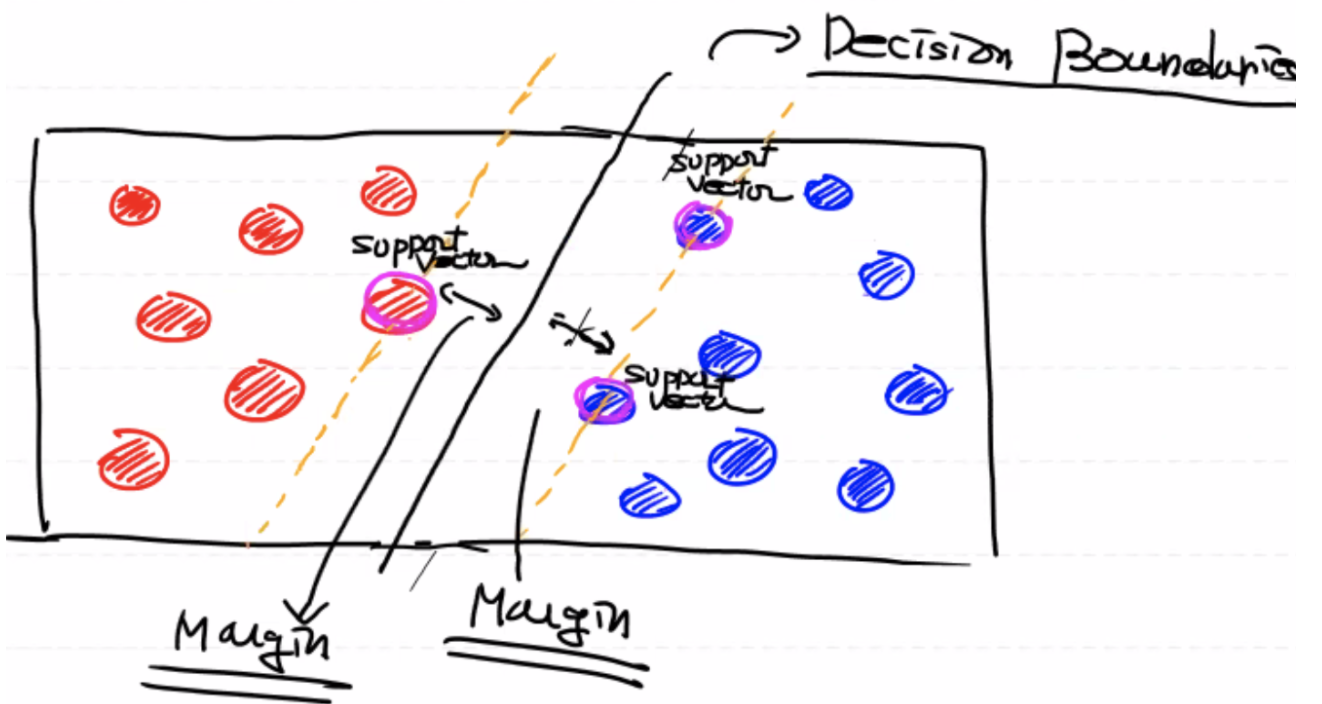 Decision Boundaries
support
vector
support
vector
support
vector
Margin
Margin